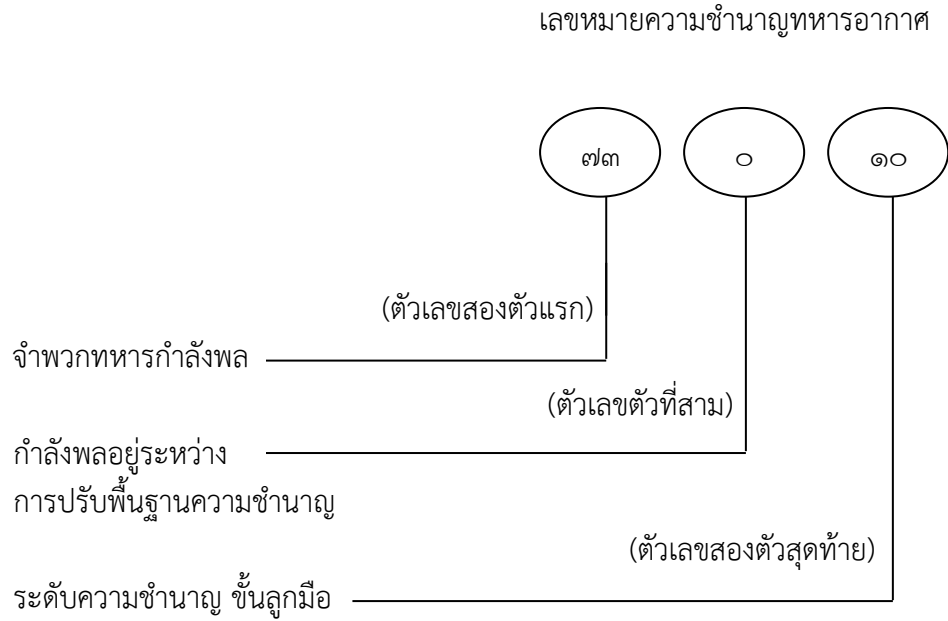 เลขหมายความชำนาญทหารอากาศ
๗๓ ๐ ๑๐
(ตัวเลขสองตัวแรก)
จำพวกทหารกำลังพล
(ตัวเลขตัวที่สาม)
กำลังพลอยู่ระหว่าง
การปรับพื้นฐานความชำนาญ
(ตัวเลขสองตัวสุดท้าย)
ระดับความชำนาญ ขั้นลูกมือ